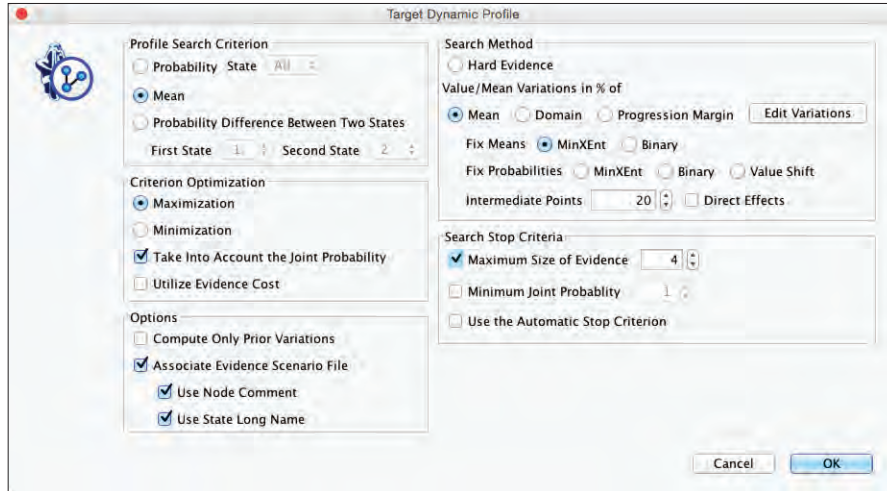 Target Dynamic Profile
Profile Search Criterion
Probability State All
Mean
Probability Difference Between Two States
First State 1 Second State 2
Criterion Optimization
Maximization
Minimization
Take Into Account the Joint Probability
Utilize Evidence Cost
Options
Compute Only Prior Variations
Associate Evidence Scenario File
Use Node Comment
Use State Long Name
Search Method
Hard Evidence
Value/Mean Variations in % of
Mean Domain Progression Margin Edit Variations
Fix Means MinXEnt Binary
Fix Probabilities MinXEnt Binary Value Shift
Intermediate Points 20 Direct Effects
Search Stop Criteria
Maximum Size of Evidence 4
Minimum Joint Probablity 1
Use the Automatic Stop Criterion
Cancel OK